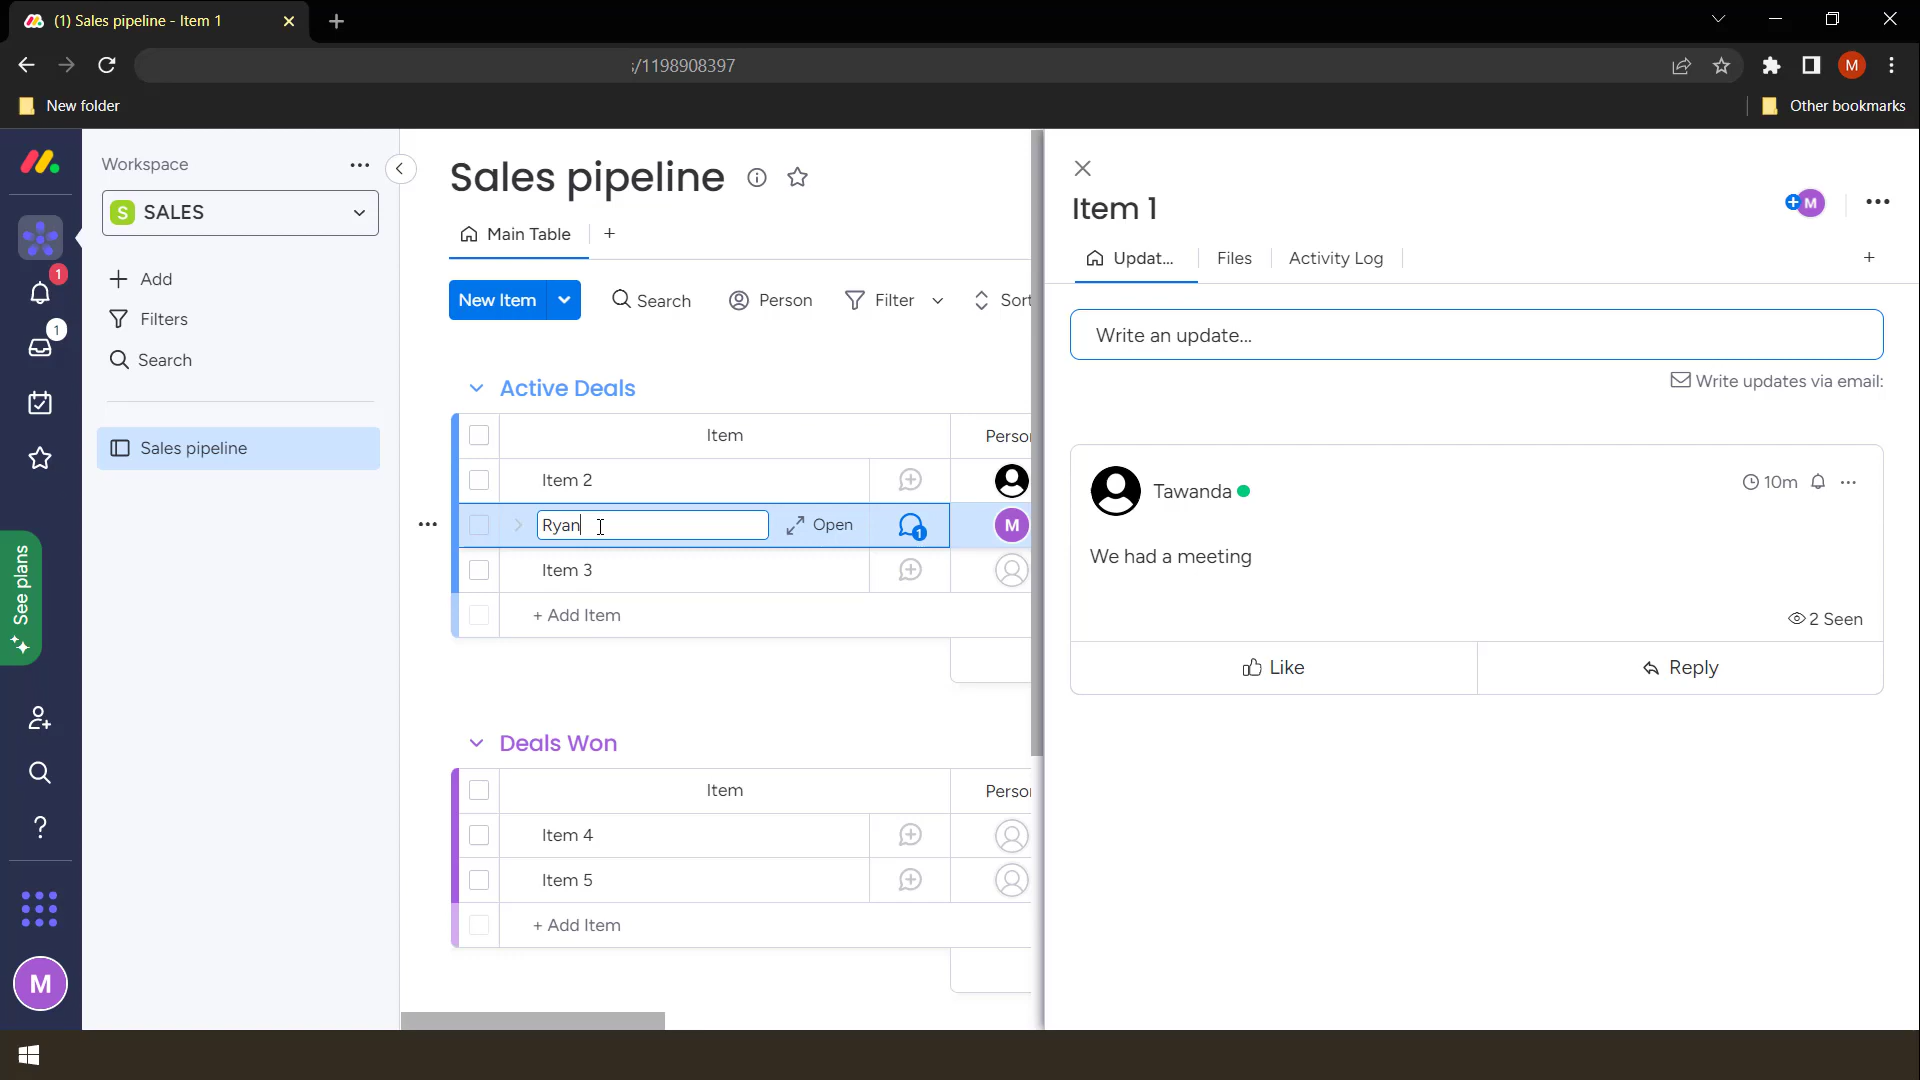 (1) Sales pipeline - Item 1
/1198908397
M
New folder
Other bookmarks
Workspace
S SALES
Add
Filters
Search
Sales pipeline
1
1
See plans
M
Sales pipeline
Main Table
New Item
Search
Person
Filter
Sort
Active Deals
Item
Person
Item 2
Ryan
Open
1
M
Item 3
+ Add Item
Deals Won
Item
Person
Item 4
Item 5
+ Add Item
Item 1
M
Updat...
Files
Activity Log
Write an update...
Write updates via email:
Tawanda
10m
We had a meeting
2 Seen
Like
Reply